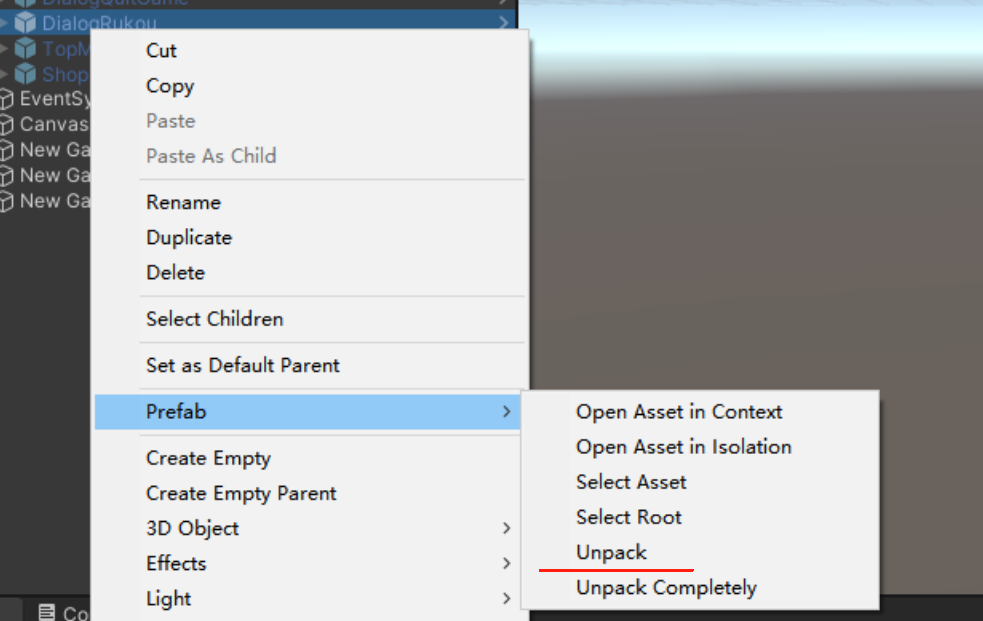 DialogQuitGame
DialogRukou
TopM
Shop
EventSy
Canvas
New Ga
New Ga
New Ga
Cut
Copy
Paste
Paste As Child
Rename
Duplicate
Delete
Select Children
Set as Default Parent
Prefab
Create Empty
Create Empty Parent
3D Object
Effects
Light
Open Asset in Context
Open Asset in Isolation
Select Asset
Select Root
Unpack
Unpack Completely
Co